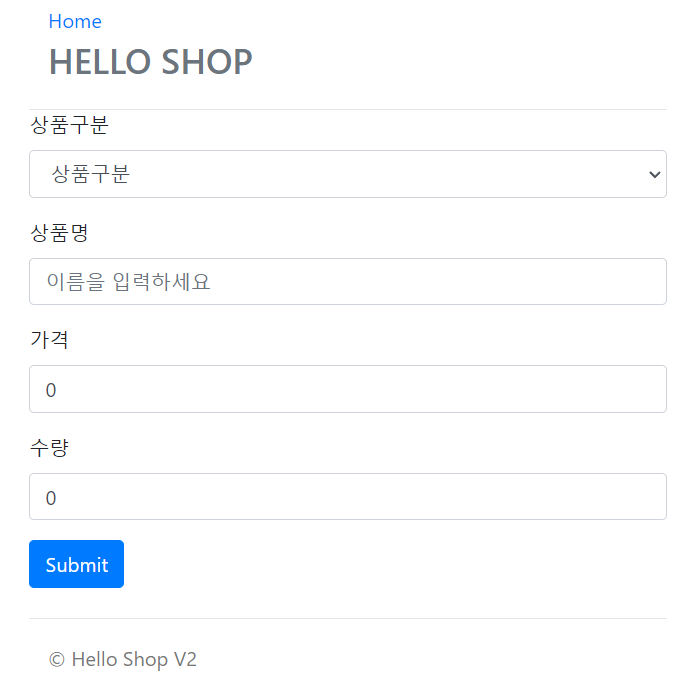 Home
HELLO SHOP
상품구분
상품구분
상품명
이름을 입력하세요
가격
0
수량
0
Submit
© Hello Shop V2